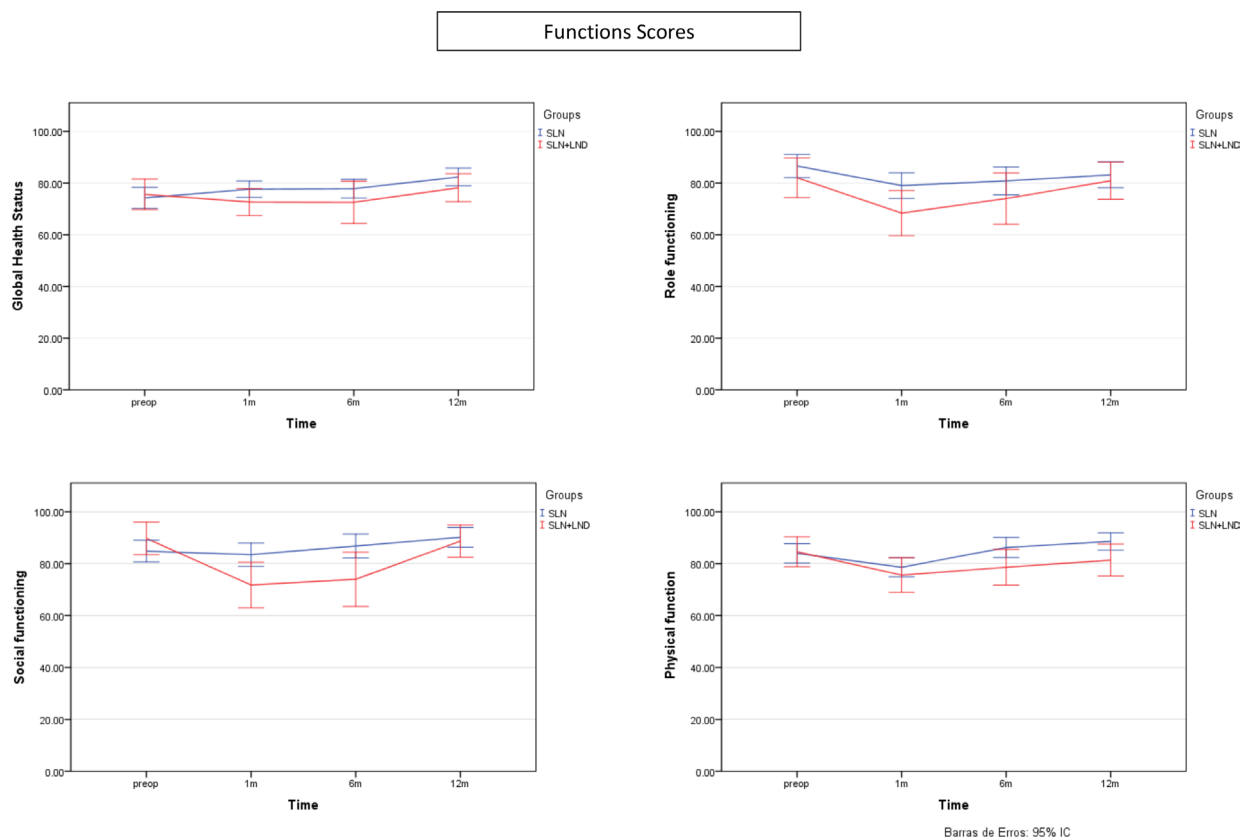 Functions Scores
Groups
SLN
SLN+LND
Global Health Status
100.00
80.00
60.00
40.00
20.00
0.00
preop 1m 6m 12m
Time
Groups
SLN
SLN+LND
Role functioning
100.00
80.00
60.00
40.00
20.00
0.00
preop 1m 6m 12m
Time
Groups
SLN
SLN+LND
Social functioning
100.00
80.00
60.00
40.00
20.00
0.00
preop 1m 6m 12m
Time
Groups
SLN
SLN+LND
Physical function
100.00
80.00
60.00
40.00
20.00
0.00
preop 1m 6m 12m
Time
Barras de Erros: 95% IC